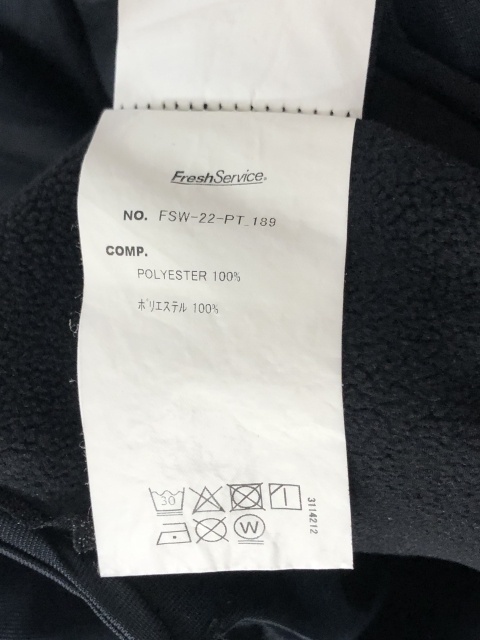 FreshService®
NO. FSW-22-PT_189
COMP.
POLYESTER 100%
ﾎﾟﾘｴｽﾃﾙ 100%
30
W
3114212